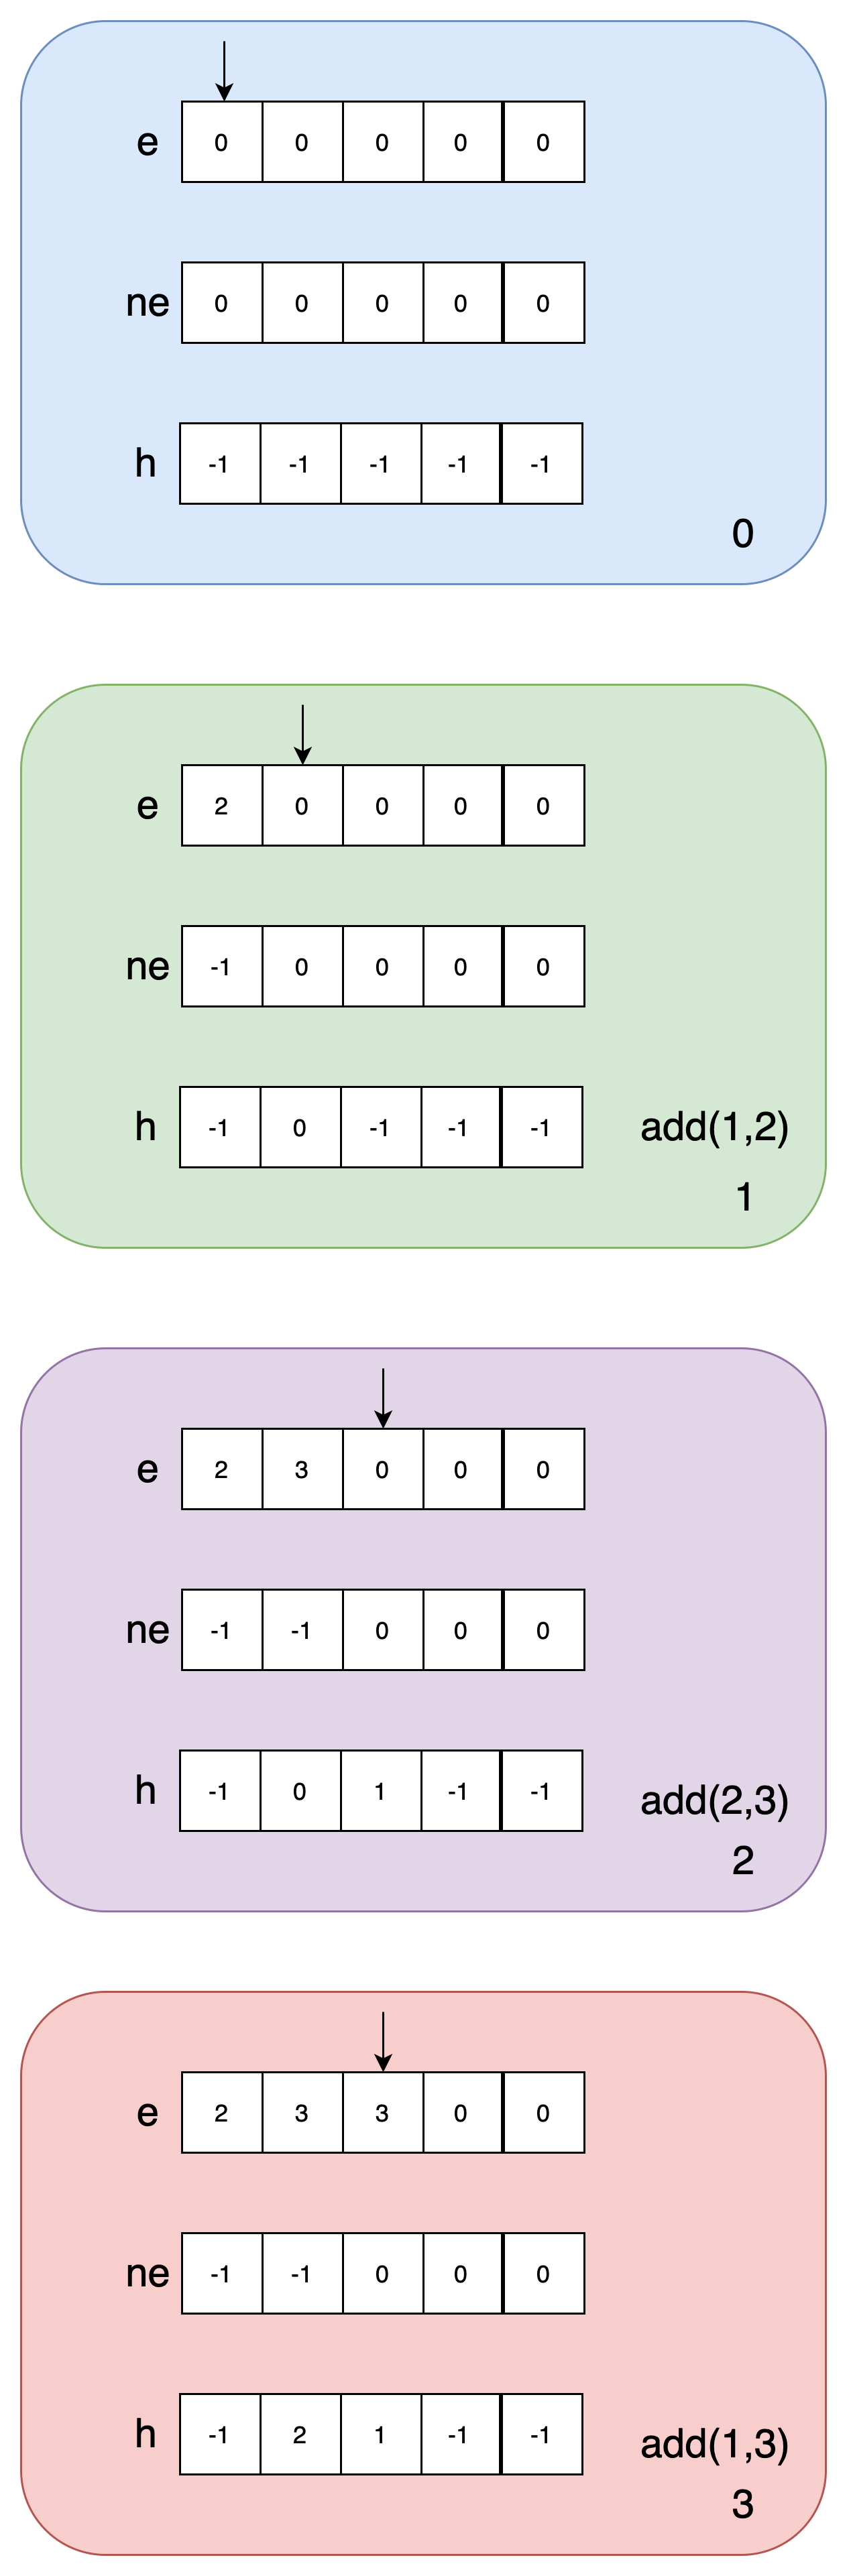 e 0 0 0 0 0
ne 0 0 0 0 0
h -1 -1 -1 -1 -1
0
e 2 0 0 0 0
ne -1 0 0 0 0
h -1 0 -1 -1 -1 add(1,2)
1
e 2 3 0 0 0
ne -1 -1 0 0 0
h -1 0 1 -1 -1 add(2,3)
2
e 2 3 3 0 0
ne -1 -1 0 0 0
h -1 2 1 -1 -1 add(1,3)
3